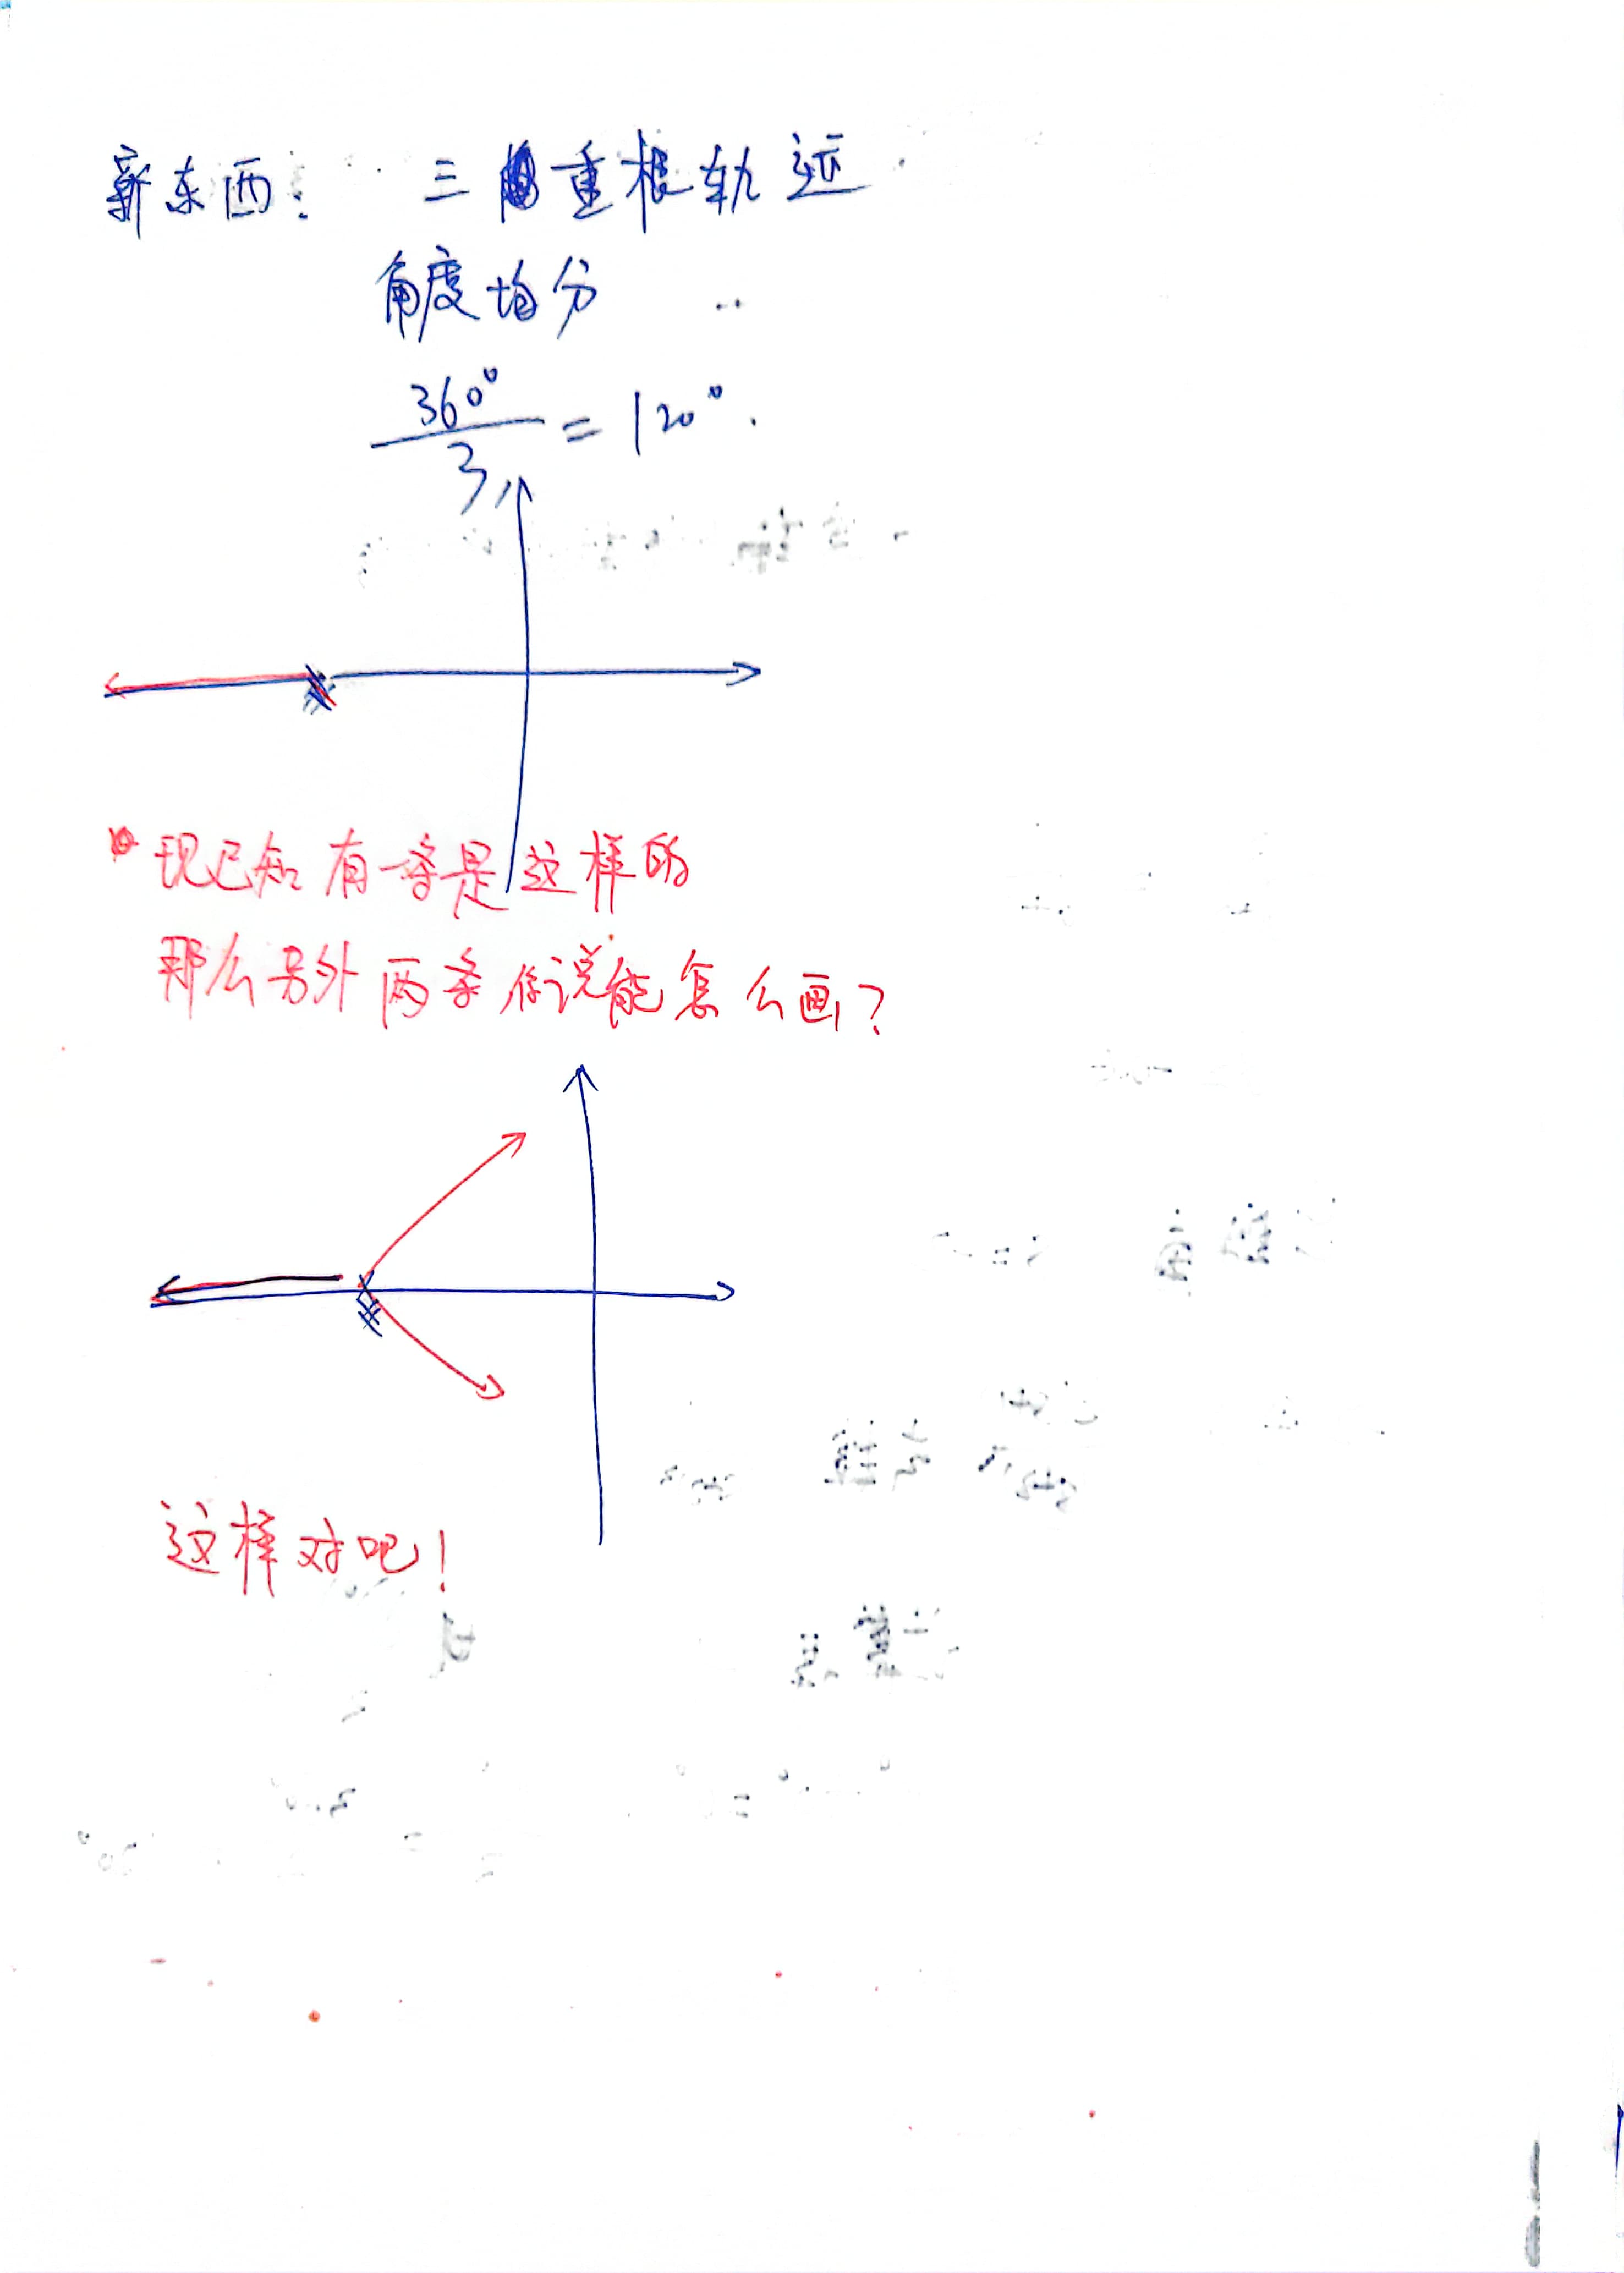 新东西: 三重根轨迹
角度均分
360°
3
= 120°.
现已知有一条是这样的
那么另外两条你说能怎么画?
这样对吧!